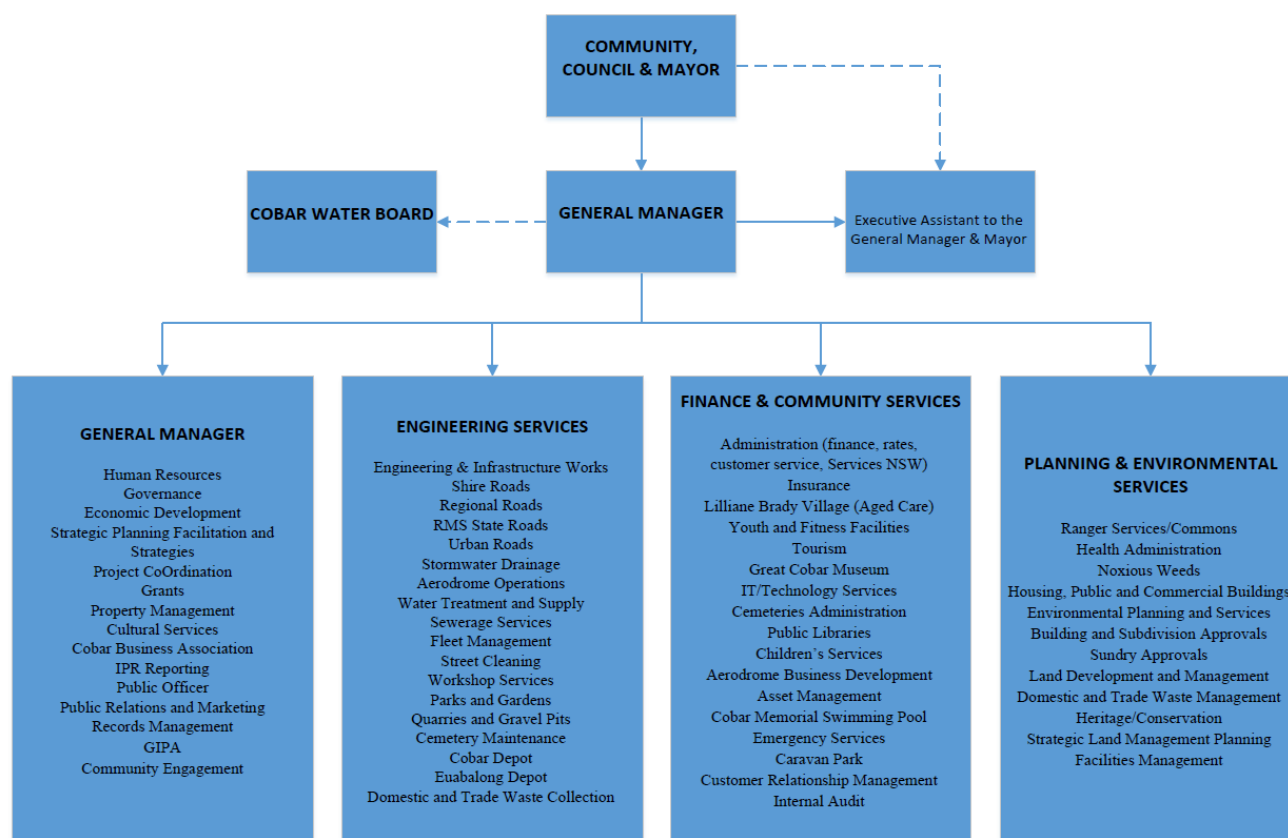 COMMUNITY,
COUNCIL & MAYOR
COBAR WATER BOARD
GENERAL MANAGER
Executive Assistant to the
General Manager & Mayor
GENERAL MANAGER
Human Resources
Governance
Economic Development
Strategic Planning Facilitation and
Strategies
Project CoOrdination
Grants
Property Management
Cultural Services
Cobar Business Association
IPR Reporting
Public Officer
Public Relations and Marketing
Records Management
GIPA
Community Engagement
ENGINEERING SERVICES
Engineering & Infrastructure Works
Shire Roads
Regional Roads
RMS State Roads
Urban Roads
Stormwater Drainage
Aerodrome Operations
Water Treatment and Supply
Sewerage Services
Fleet Management
Street Cleaning
Workshop Services
Parks and Gardens
Quarries and Gravel Pits
Cemetery Maintenance
Cobar Depot
Euabalong Depot
Domestic and Trade Waste Collection
FINANCE & COMMUNITY SERVICES
Administration (finance, rates,
customer service, Services NSW)
Insurance
Lilliane Brady Village (Aged Care)
Youth and Fitness Facilities
Tourism
Great Cobar Museum
IT/Technology Services
Cemeteries Administration
Public Libraries
Children's Services
Aerodrome Business Development
Asset Management
Cobar Memorial Swimming Pool
Emergency Services
Caravan Park
Customer Relationship Management
Internal Audit
PLANNING & ENVIRONMENTAL
SERVICES
Ranger Services/Commons
Health Administration
Noxious Weeds
Housing, Public and Commercial Buildings
Environmental Planning and Services
Building and Subdivision Approvals
Sundry Approvals
Land Development and Management
Domestic and Trade Waste Management
Heritage/Conservation
Strategic Land Management Planning
Facilities Management